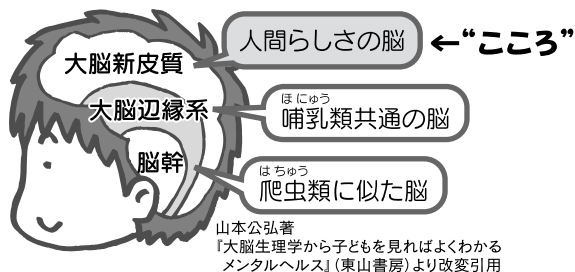 大脳新皮質
人間らしさの脳
←“こころ”
大脳辺縁系
ほにゅう
哺乳類共通の脳
脳幹
はちゅう
爬虫類に似た脳
山本公弘著
『大脳生理学から子どもを見ればよくわかる
メンタルヘルス』（東山書房）より改変引用